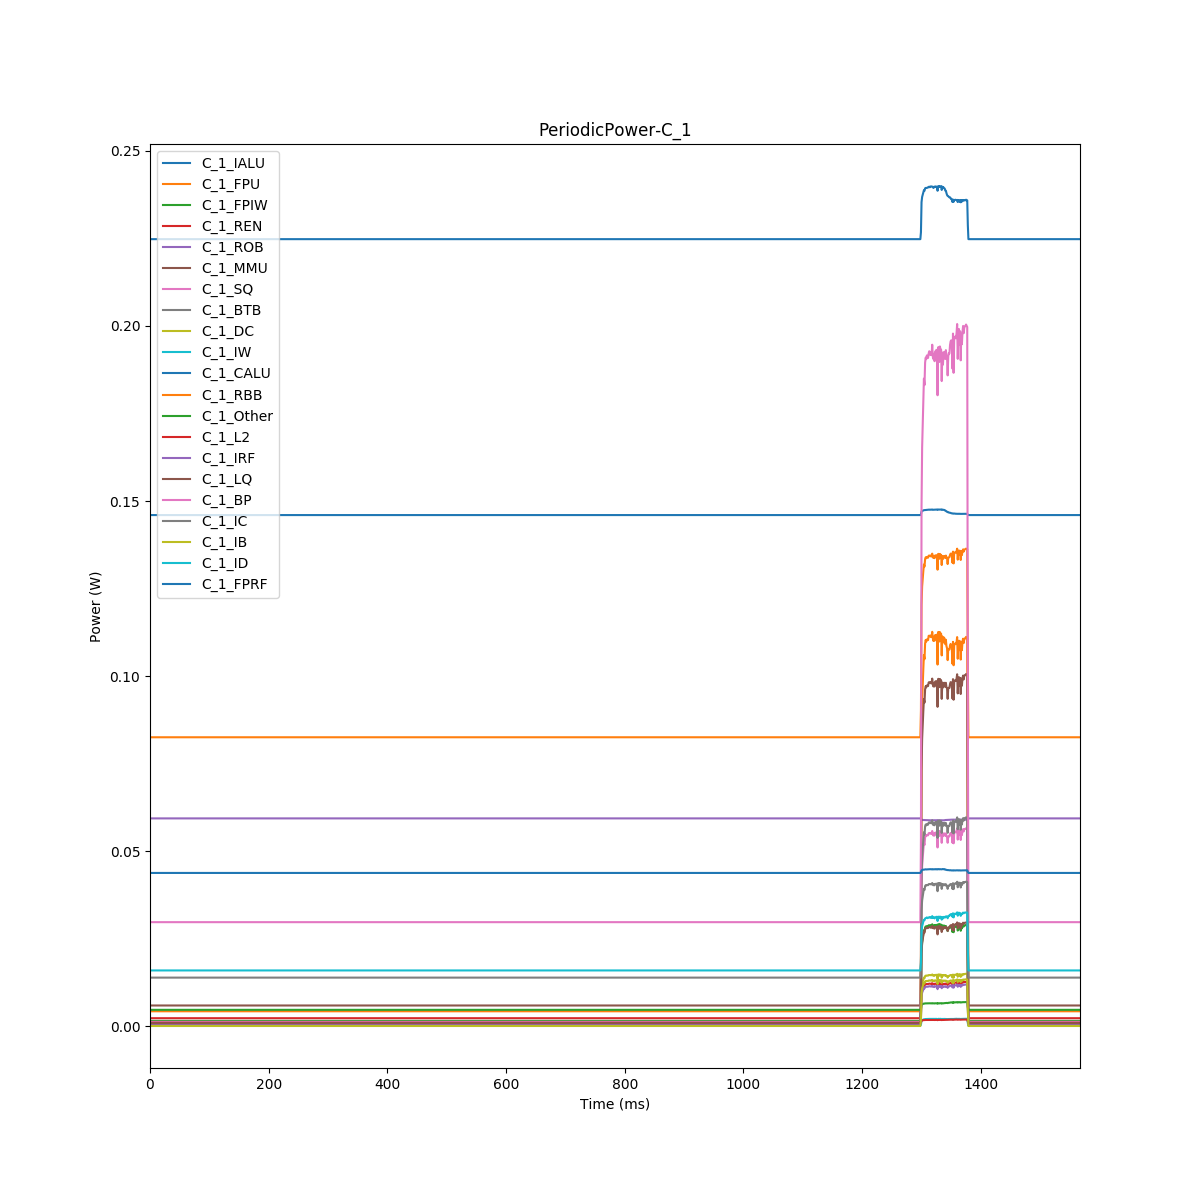 PeriodicPower-C_1
0.25
0.20
0.15
0.10
0.05
0.00
Power (W)
C_1_IALU
C_1_FPU
C_1_FPIW
C_1_REN
C_1_ROB
C_1_MMU
C_1_SQ
C_1_BTB
C_1_DC
C_1_IW
C_1_CALU
C_1_RBB
C_1_Other
C_1_L2
C_1_IRF
C_1_LQ
C_1_BP
C_1_IC
C_1_IB
C_1_ID
C_1_FPRF
0 200 400 600 800 1000 1200 1400
Time (ms)